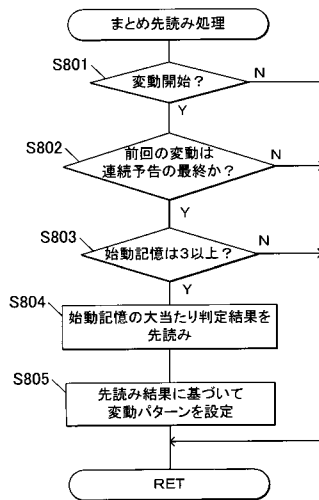 まとめ先読み処理
S801
変動開始？
N
Y
S802
前回の変動は
連続予告の最終か？
N
Y
S803
始動記憶は3以上？
N
Y
S804
始動記憶の大当たり判定結果を
先読み
S805
先読み結果に基づいて
変動パターンを設定
RET